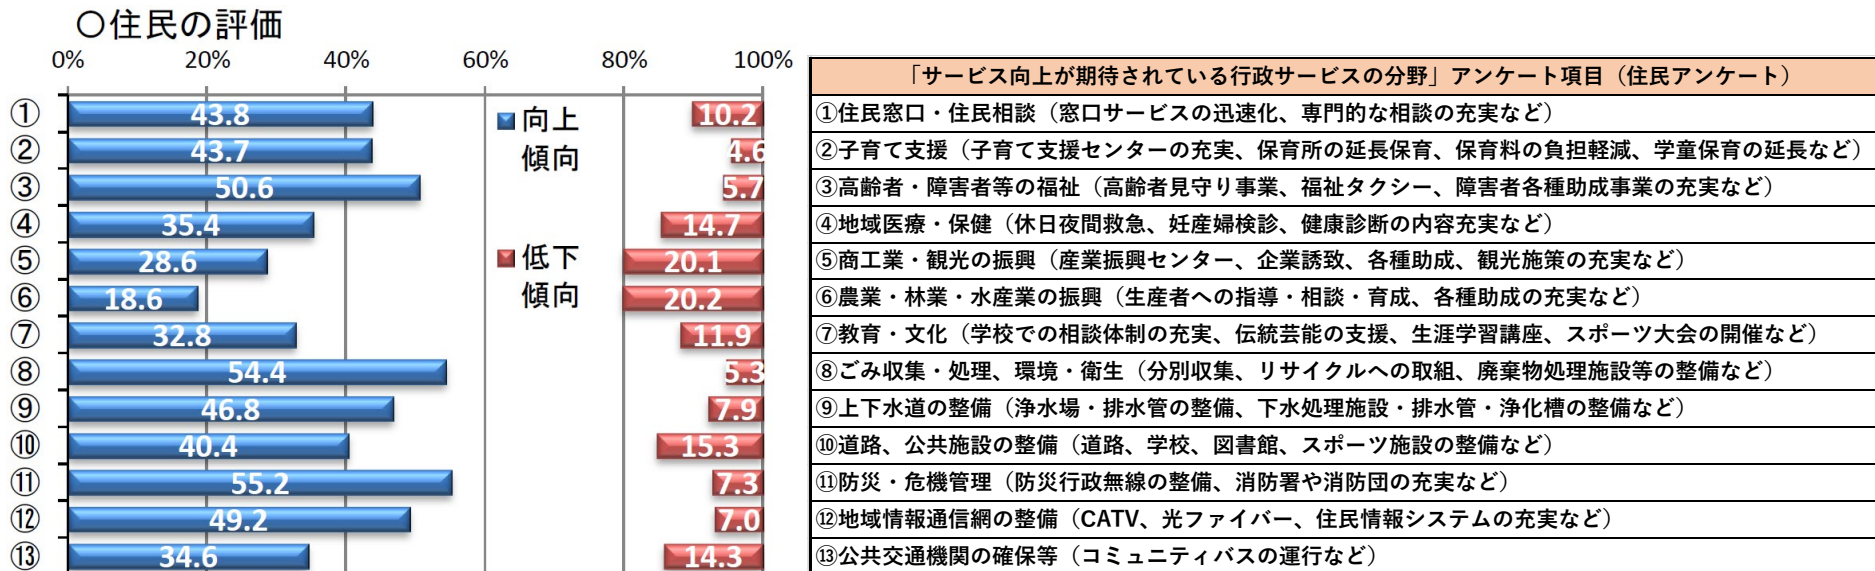 〇住民の評価
0% 20% 40% 60% 80% 100%
① 43.8 10.2
② 43.7 4.6
③ 50.6 5.7
④ 35.4 14.7
⑤ 28.6 20.1
⑥ 18.6 20.2
⑦ 32.8 11.9
⑧ 54.4 5.3
⑨ 46.8 7.9
⑩ 40.4 15.3
⑪ 55.2 7.3
⑫ 49.2 7.0
⑬ 34.6 14.3
向上
傾向
低下
傾向
「サービス向上が期待されている行政サービスの分野」アンケート項目（住民アンケート）
①住民窓口・住民相談（窓口サービスの迅速化、専門的な相談の充実など）
②子育て支援（子育て支援センターの充実、保育所の延長保育、保育料の負担軽減、学童保育の延長など）
③高齢者・障害者等の福祉（高齢者見守り事業、福祉タクシー、障害者各種助成事業の充実など）
④地域医療・保健（休日夜間救急、妊産婦検診、健康診断の内容充実など）
⑤商工業・観光の振興（産業振興センター、企業誘致、各種助成、観光施策の充実など）
⑥農業・林業・水産業の振興（生産者への指導・相談・育成、各種助成の充実など）
⑦教育・文化（学校での相談体制の充実、伝統芸能の支援、生涯学習講座、スポーツ大会の開催など）
⑧ごみ収集・処理、環境・衛生（分別収集、リサイクルへの取組、廃棄物処理施設等の整備など）
⑨上下水道の整備（浄水場・排水管の整備、下水処理施設・排水管・浄化槽の整備など）
⑩道路、公共施設の整備（道路、学校、図書館、スポーツ施設の整備など）
⑪防災・危機管理（防災行政無線の整備、消防署や消防団の充実など）
⑫地域情報通信網の整備（CATV、光ファイバー、住民情報システムの充実など）
⑬公共交通機関の確保等（コミュニティバスの運行など）